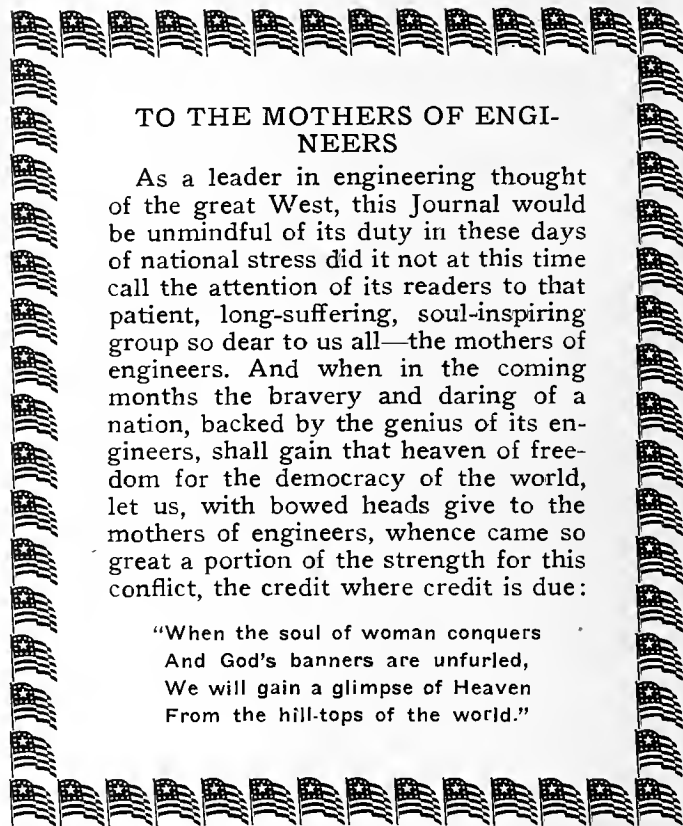 TO THE MOTHERS OF ENGI-
NEERS
As a leader in engineering thought
of the great West, this Journal would
be unmindful of its duty in these days
of national stress did it not at this time
call the attention of its readers to that
patient, long-suffering, soul-inspiring
group so dear to us all—the mothers of
engineers. And when in the coming
months the bravery and daring of a
nation, backed by the genius of its en-
gineers, shall gain that heaven of free-
dom for the democracy of the world,
let us, with bowed heads give to the
mothers of engineers, whence came so
great a portion of the strength for this
conflict, the credit where credit is due:
"When the soul of woman conquers
And God's banners are unfurled,
We will gain a glimpse of Heaven
From the hill-tops of the world."